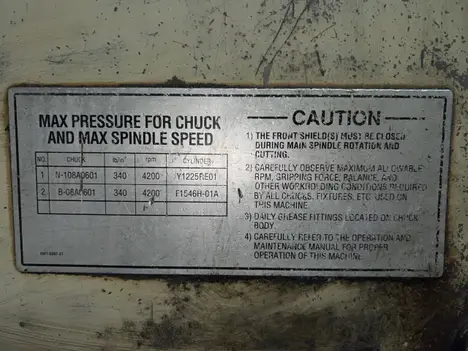 MAX PRESSURE FOR CHUCK
AND MAX SPINDLE SPEED
NO. CHUCK lb/in² rpm CYLINDER
1 N-108A0601 340 4200 Y1225RE01
2 B-08A0601 340 4200 F1546H-01A
CAUTION
1) THE FRONT SHIELD(S) MUST BE CLOSED
DURING MAIN SPINDLE ROTATION AND
CUTTING.
2) CAREFULLY OBSERVE MAXIMUM ALLOWABLE
RPM, GRIPPING FORCE, BALANCE, AND
OTHER WORKHOLDING CONDITIONS REQUIRED
BY ALL CHUCKS, FIXTURES, ETC. USED ON
THIS MACHINE.
3) DAILY GREASE FITTINGS LOCATED ON CHUCK
BODY.
4) CAREFULLY REFER TO THE OPERATION AND
MAINTENANCE MANUAL FOR PROPER
OPERATION OF THIS MACHINE.